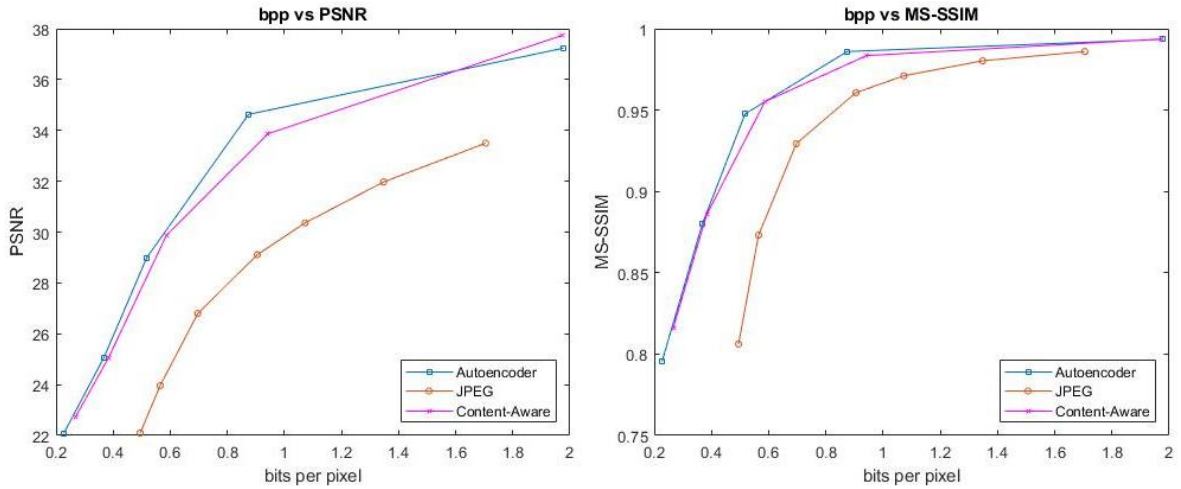 bpp vs PSNR
38
36
34
32
30
28
26
24
22
PSNR
0.2 0.4 0.6 0.8 1 1.2 1.4 1.6 1.8 2
bits per pixel
Autoencoder
JPEG
Content-Aware
bpp vs MS-SSIM
1
0.95
0.9
0.85
0.8
0.75
MS-SSIM
0.2 0.4 0.6 0.8 1 1.2 1.4 1.6 1.8 2
bits per pixel
Autoencoder
JPEG
Content-Aware